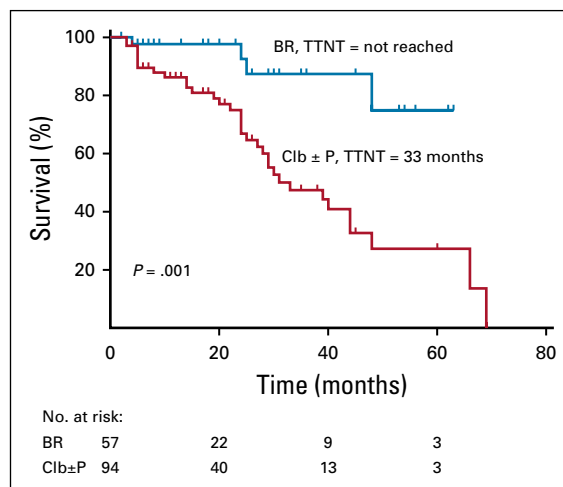 100
80
60
40
20
Survival (%)
BR, TTNT = not reached
Clb ± P, TTNT = 33 months
P = .001
0 20 40 60 80
Time (months)
No. at risk:
BR 57 22 9 3
Clb±P 94 40 13 3